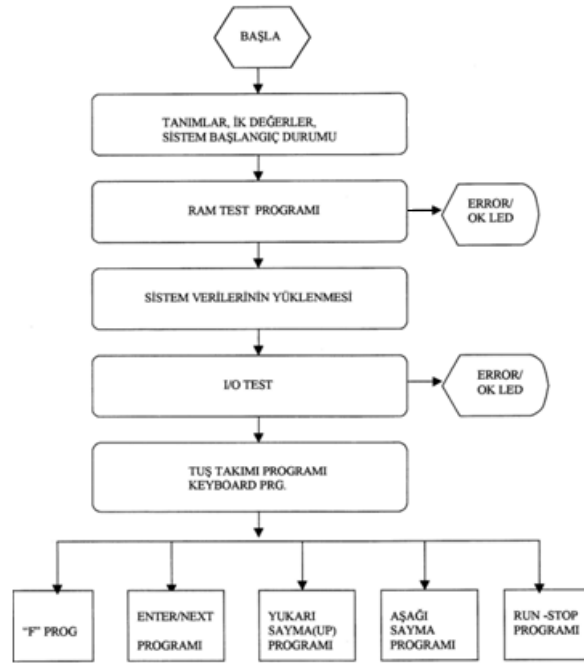 BAŞLA
TANIMLAR, İK DEĞERLER,
SİSTEM BAŞLANGIÇ DURUMU
RAM TEST PROGRAMI
ERROR/
OK LED
SİSTEM VERİLERİNİN YÜKLENMESİ
I/O TEST
ERROR/
OK LED
TUŞ TAKIMI PROGRAMI
KEYBOARD PRG.
“F” PROG
ENTER/NEXT
PROGRAMI
YUKARI
SAYMA(UP)
PROGRAMI
AŞAĞI
SAYMA
PROGRAMI
RUN -STOP
PROGRAMI